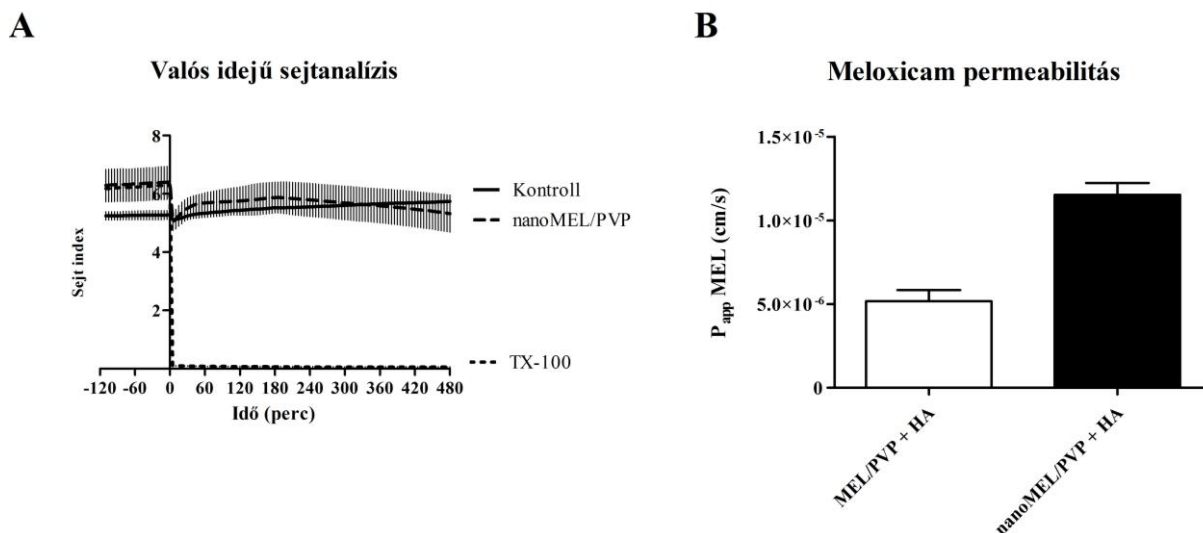 A
Valós idejű sejtanalízis
8
6
4
2
Sejt index
-120 -60 0 60 120 180 240 300 360 420 480
Idő (perc)
Kontroll
nanoMEL/PVP
TX-100
B
Meloxicam permeabilitás
1.5×10-5
1.0×10-5
5.0×10-6
0
Papp MEL (cm/s)
MEL/PVP + HA
nanoMEL/PVP + HA